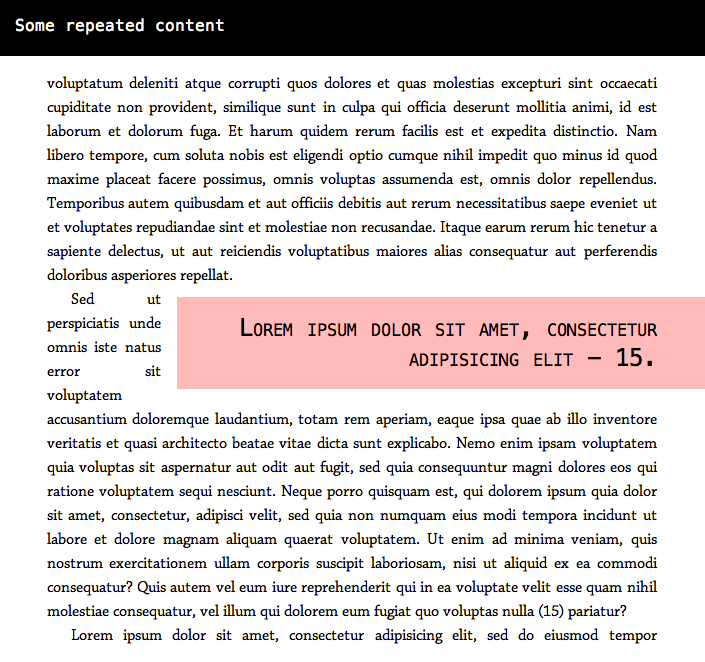 Some repeated content
voluptatum deleniti atque corrupti quos dolores et quas molestias excepturi sint occaecati
cupiditate non provident, similique sunt in culpa qui officia deserunt mollitia animi, id est
laborum et dolorum fuga. Et harum quidem rerum facilis est et expedita distinctio. Nam
libero tempore, cum soluta nobis est eligendi optio cumque nihil impedit quo minus id quod
maxime placeat facere possimus, omnis voluptas assumenda est, omnis dolor repellendus.
Temporibus autem quibusdam et aut officiis debitis aut rerum necessitatibus saepe eveniet ut
et voluptates repudiandae sint et molestiae non recusandae. Itaque earum rerum hic tenetur a
sapiente delectus, ut aut reiciendis voluptatibus maiores alias consequatur aut perferendis
doloribus asperiores repellat.
Sed ut
perspiciatis unde
omnis iste natus
error sit
voluptatem
Lorem ipsum dolor sit amet, consectetur
adipisicing elit – 15.
accusantium doloremque laudantium, totam rem aperiam, eaque ipsa quae ab illo inventore
veritatis et quasi architecto beatae vitae dicta sunt explicabo. Nemo enim ipsam voluptatem
quia voluptas sit aspernatur aut odit aut fugit, sed quia consequuntur magni dolores eos qui
ratione voluptatem sequi nesciunt. Neque porro quisquam est, qui dolorem ipsum quia dolor
sit amet, consectetur, adipisci velit, sed quia non numquam eius modi tempora incidunt ut
labore et dolore magnam aliquam quaerat voluptatem. Ut enim ad minima veniam, quis
nostrum exercitationem ullam corporis suscipit laboriosam, nisi ut aliquid ex ea commodi
consequatur? Quis autem vel eum iure reprehenderit qui in ea voluptate velit esse quam nihil
molestiae consequatur, vel illum qui dolorem eum fugiat quo voluptas nulla (15) pariatur?
Lorem ipsum dolor sit amet, consectetur adipisicing elit, sed do eiusmod tempor